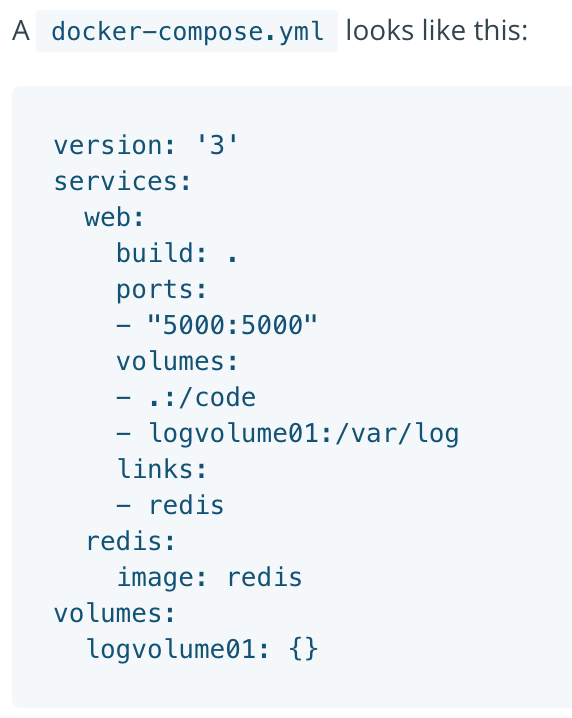 A docker-compose.yml looks like this:
version: '3'
services:
  web:
    build: .
    ports:
    - "5000:5000"
    volumes:
    - .:/code
    - logvolume01:/var/log
    links:
    - redis
  redis:
    image: redis
volumes:
  logvolume01: {}